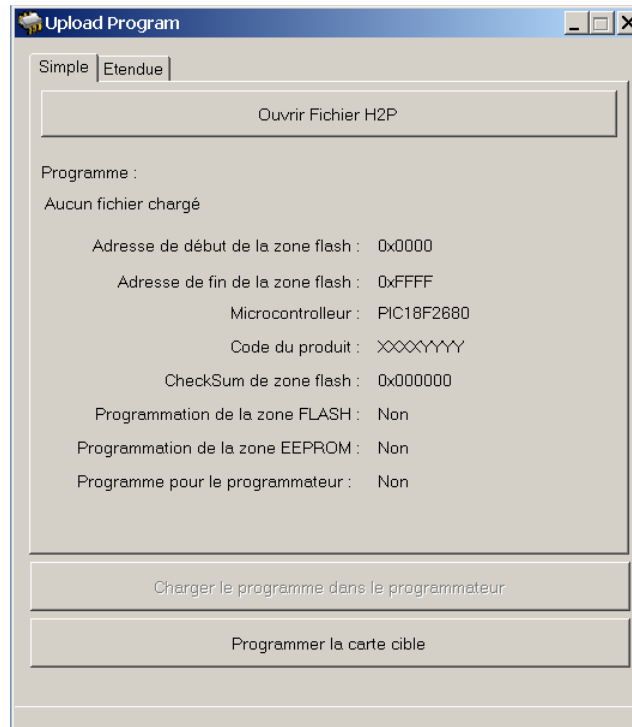 Upload Program
Simple Etendue
Ouvrir Fichier H2P
Programme :
Aucun fichier chargé
Adresse de début de la zone flash : 0x0000
Adresse de fin de la zone flash : 0xFFFF
Microcontrolleur : PIC18F2680
Code du produit : XXXXYYYY
CheckSum de zone flash : 0x000000
Programmation de la zone FLASH : Non
Programmation de la zone EEPROM : Non
Programme pour le programmateur : Non
Charger le programme dans le programmateur
Programmer la carte cible